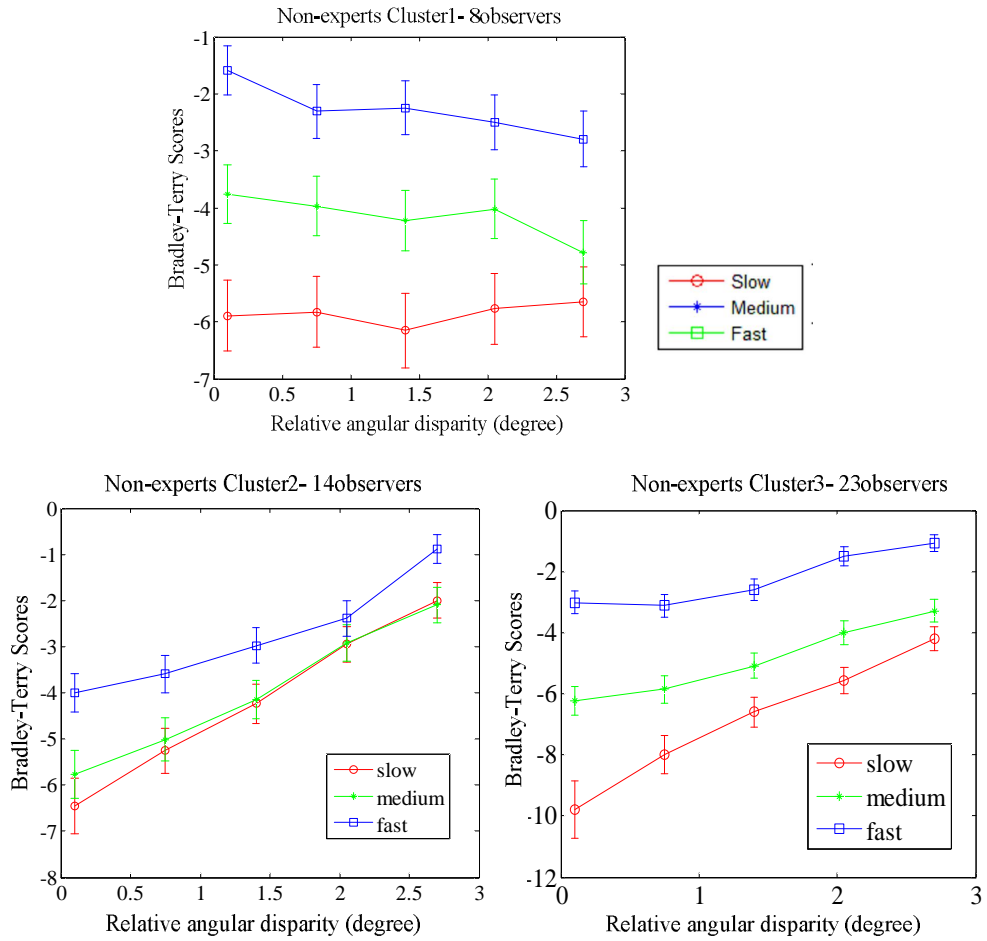 Non-experts Cluster1- 8observers
-1
-2
-3
-4
-5
-6
-7
Bradley-Terry Scores
0 0.5 1 1.5 2 2.5 3
Relative angular disparity (degree)
Slow
Medium
Fast
Non-experts Cluster2- 14observers
0
-1
-2
-3
-4
-5
-6
-7
-8
Bradley-Terry Scores
0 0.5 1 1.5 2 2.5 3
Relative angular disparity (degree)
slow
medium
fast
Non-experts Cluster3- 23observers
0
-2
-4
-6
-8
-10
-12
Bradley-Terry Scores
0 1 2 3
Relative angular disparity (degree)
slow
medium
fast